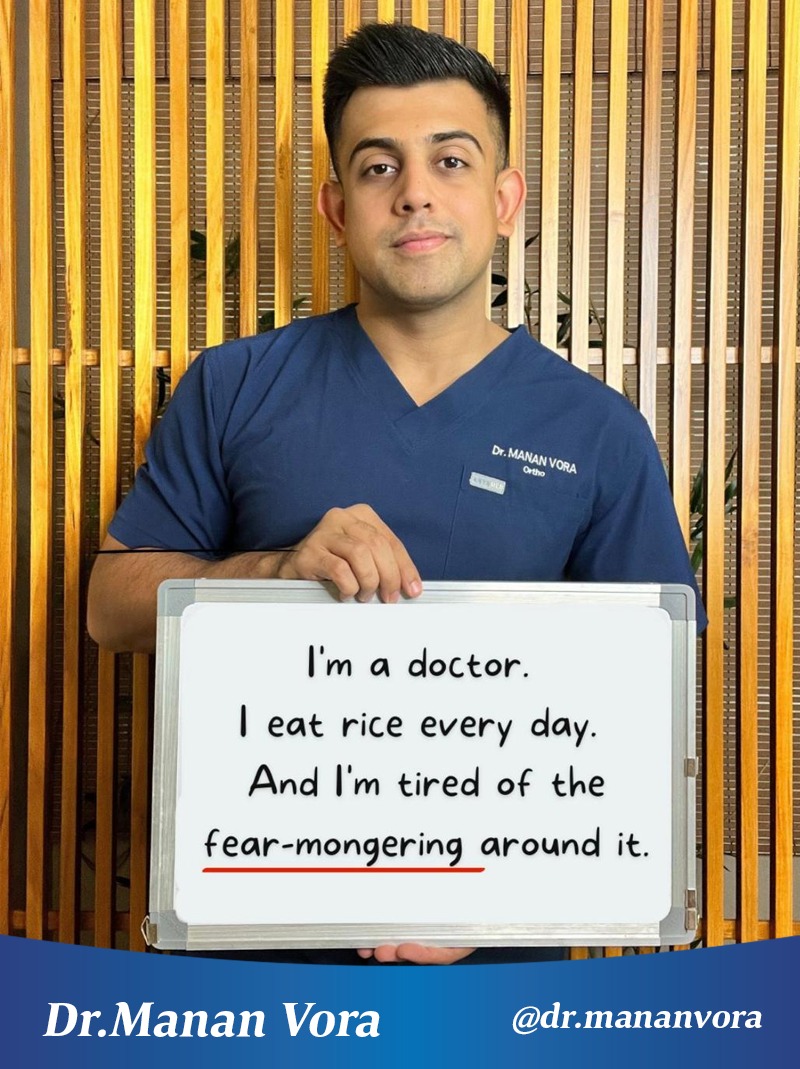 Dr. MANAN VORA
Ortho
I'm a doctor.
I eat rice every day.
And I'm tired of the
fear-mongering around it.
Dr.Manan Vora
@dr.mananvora